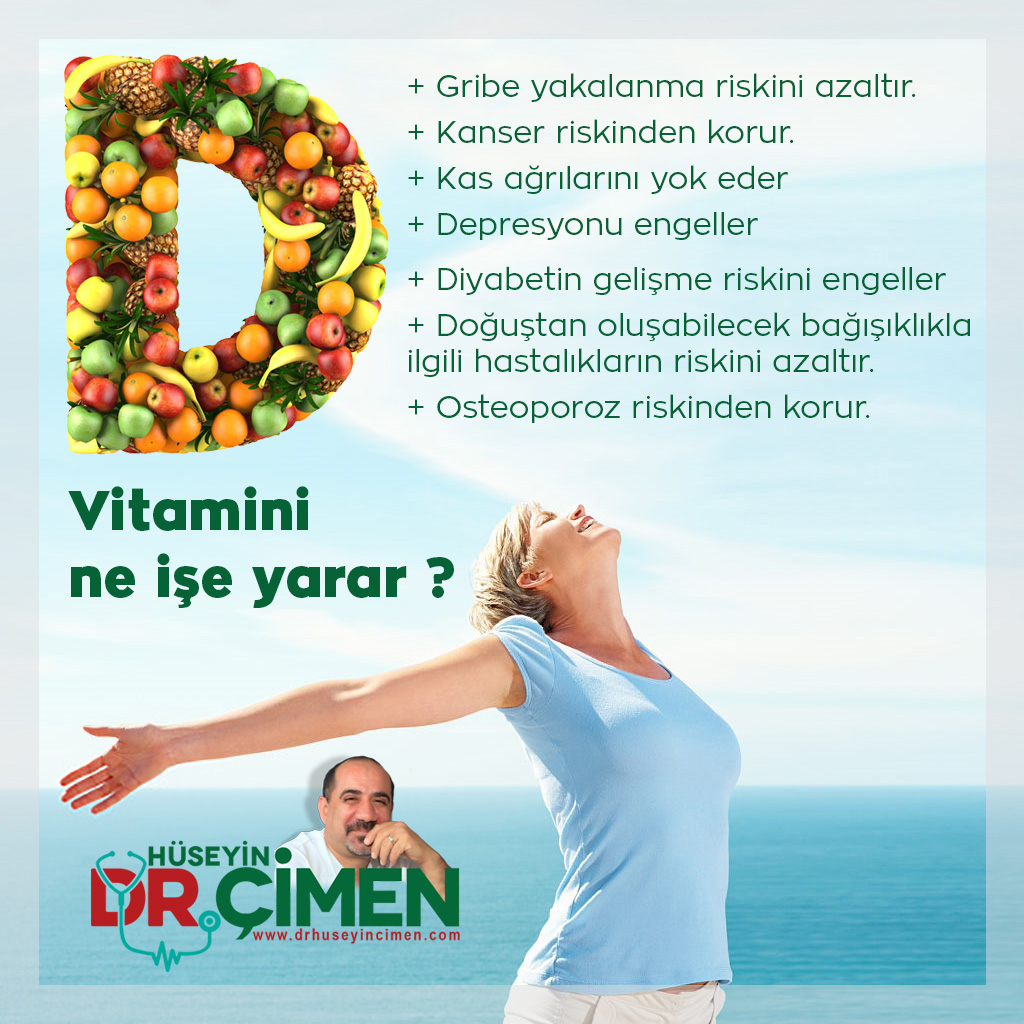 D
+ Gribe yakalanma riskini azaltır.
+ Kanser riskinden korur.
+ Kas ağrılarını yok eder
+ Depresyonu engeller
+ Diyabetin gelişme riskini engeller
+ Doğuştan oluşabilecek bağışıklıkla
ilgili hastalıkların riskini azaltır.
+ Osteoporoz riskinden korur.
Vitamini
ne işe yarar ?
HÜSEYİN
DR.ÇİMEN
www.drhuseyincimen.com